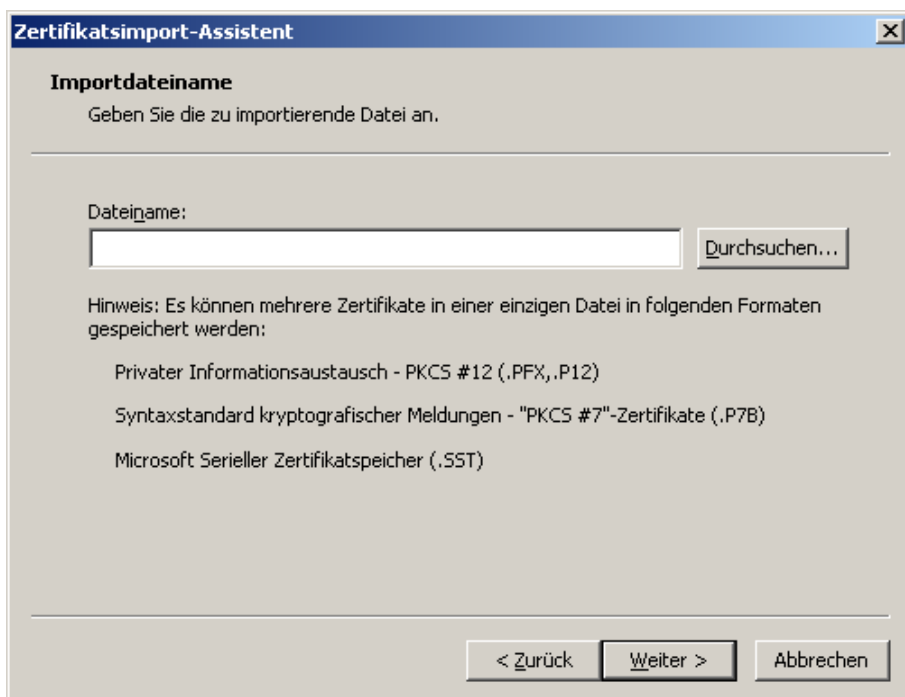 Zertifikatsimport-Assistent
Importdateiname
Geben Sie die zu importierende Datei an.
Dateiname:
Durchsuchen...
Hinweis: Es können mehrere Zertifikate in einer einzigen Datei in folgenden Formaten
gespeichert werden:
Privater Informationsaustausch - PKCS #12 (.PFX,.P12)
Syntaxstandard kryptografischer Meldungen - "PKCS #7"-Zertifikate (.P7B)
Microsoft Serieller Zertifikatspeicher (.SST)
< Zurück
Weiter >
Abbrechen